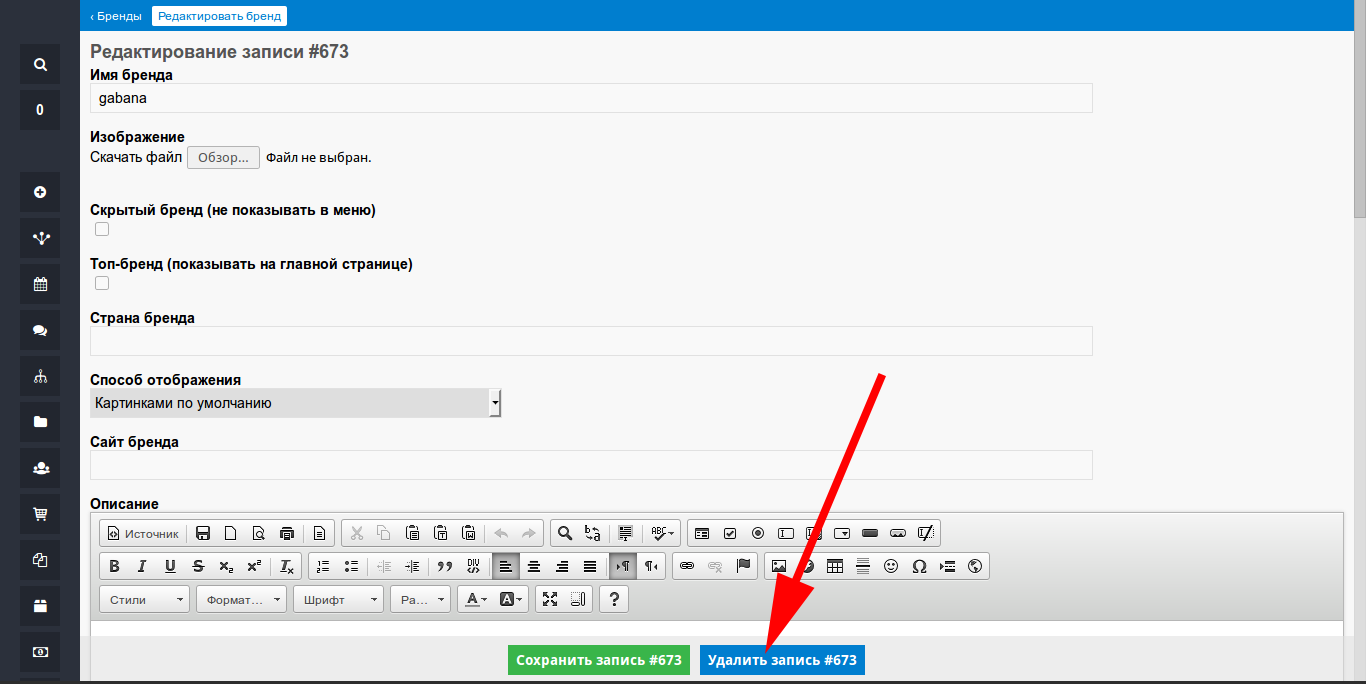 ‹ Бренды Редактировать бренд
Редактирование записи #673
Имя бренда
gabana
0
Изображение
Скачать файл Обзор... Файл не выбран.
Скрытый бренд (не показывать в меню)
Топ-бренд (показывать на главной странице)
Страна бренда
Способ отображения
Картинками по умолчанию
Сайт бренда
Описание
Источник
Стили Формат... Шрифт Ра...
Сохранить запись #673 Удалить запись #673